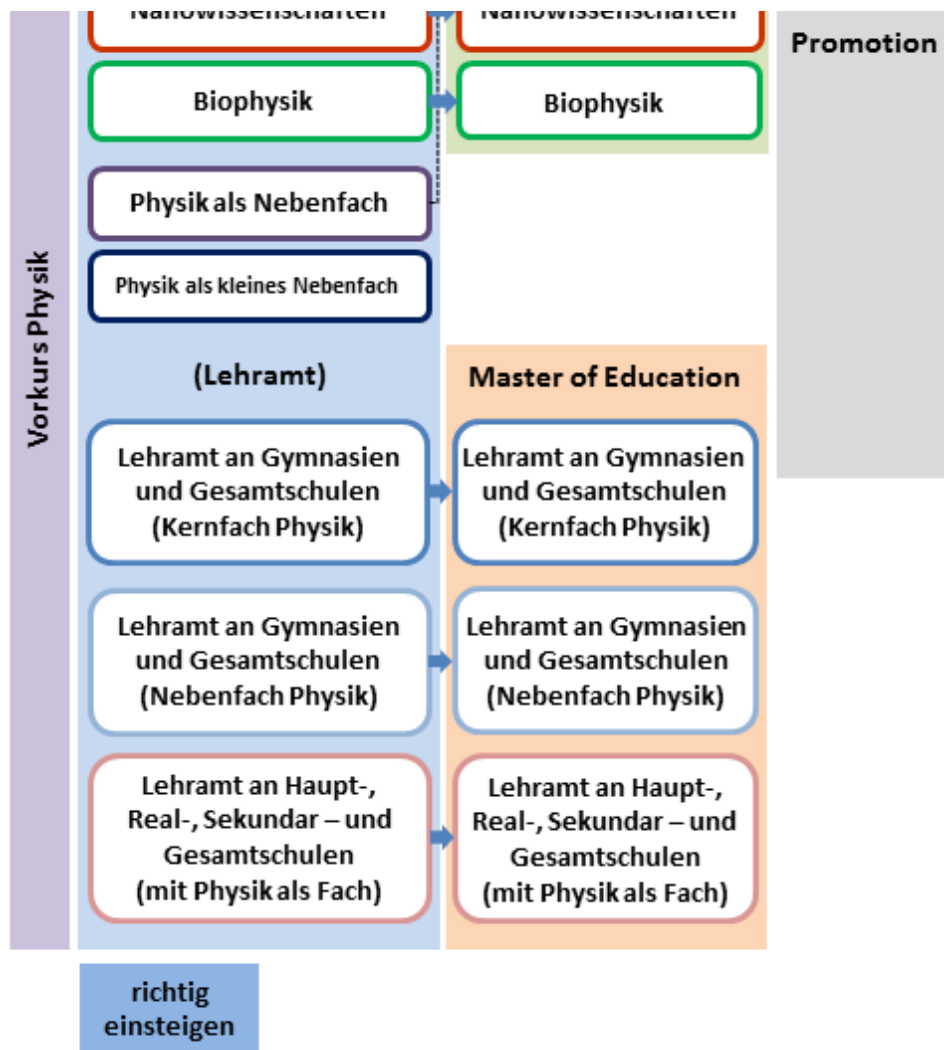 Nanowissenschaften
Nanowissenschaften
Promotion
Biophysik
Biophysik
Physik als Nebenfach
Physik als kleines Nebenfach
Vorkurs Physik
(Lehramt)
Master of Education
Lehramt an Gymnasien
und Gesamtschulen
(Kernfach Physik)
Lehramt an Gymnasien
und Gesamtschulen
(Kernfach Physik)
Lehramt an Gymnasien
und Gesamtschulen
(Nebenfach Physik)
Lehramt an Gymnasien
und Gesamtschulen
(Nebenfach Physik)
Lehramt an Haupt-,
Real-, Sekundar – und
Gesamtschulen
(mit Physik als Fach)
Lehramt an Haupt-,
Real-, Sekundar – und
Gesamtschulen
(mit Physik als Fach)
richtig
einsteigen